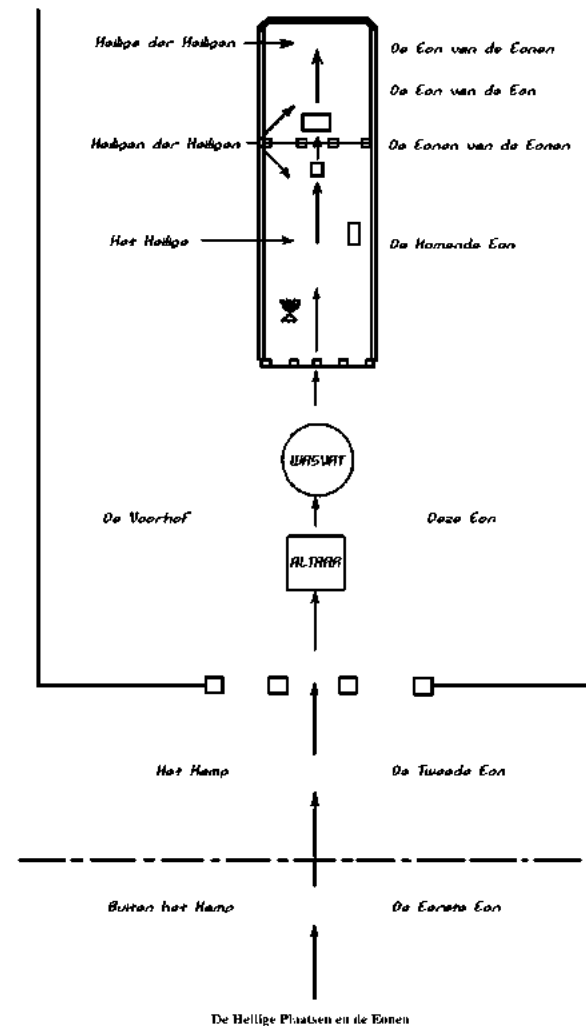 Heilige der Heiligen
De Eon van de Eonen
De Eon van de Eon
Heiligen der Heiligen
De Eonen van de Eonen
Het Heilige
De Komende Eon
WASVAT
De Voorhof
Deze Eon
ALTAAR
Het Kamp
De Tweede Eon
Buiten het Kamp
De Eerste Eon
De Heilige Plaatsen en de Eonen